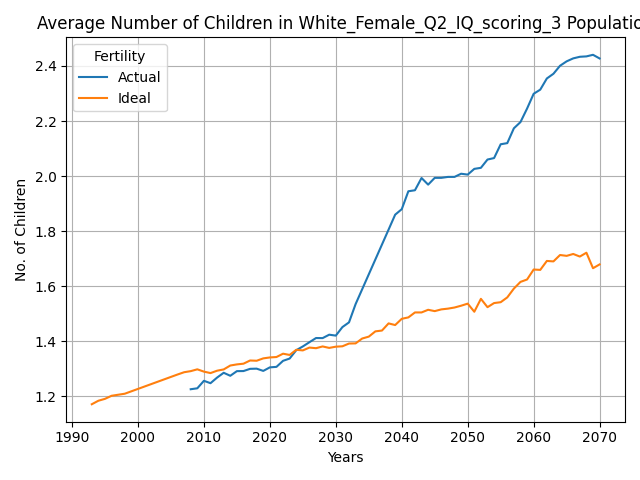 Average Number of Children in White_Female_Q2_IQ_scoring_3 Populatio
Fertility
Actual
Ideal
No. of Children
2.4
2.2
2.0
1.8
1.6
1.4
1.2
1990 2000 2010 2020 2030 2040 2050 2060 2070
Years